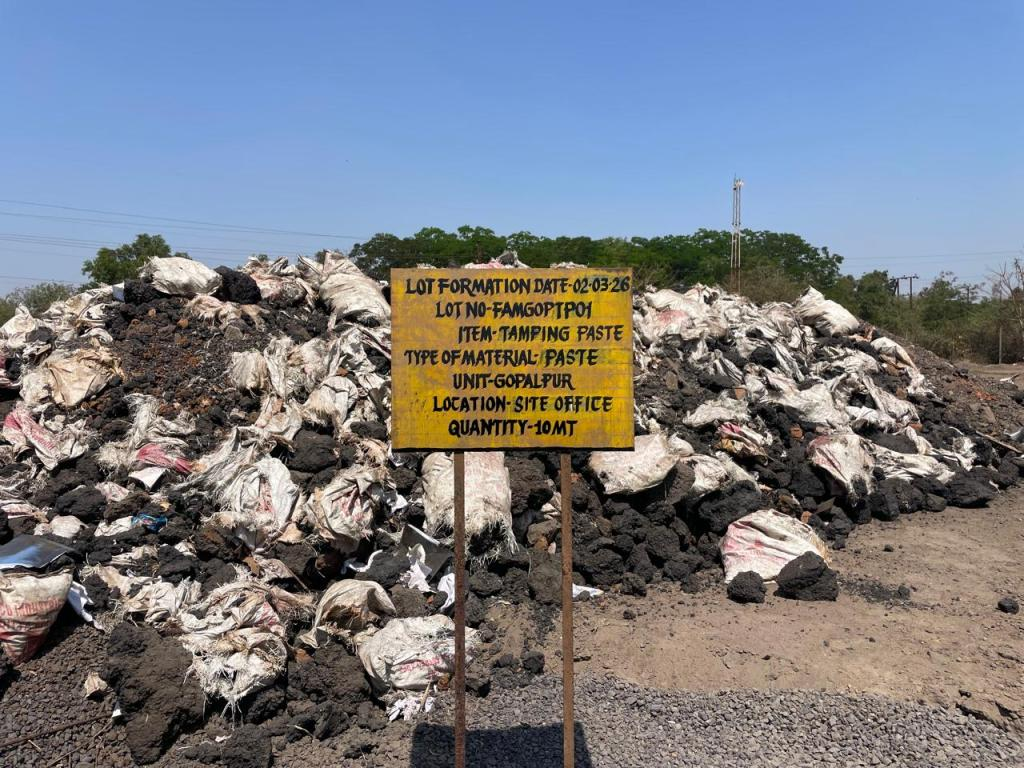 LOT FORMATION DATE-02-03-26
LOT NO-FAMGOPTP01
ITEM-TAMPING PASTE
TYPE OF MATERIAL: PASTE
UNIT-GOPALPUR
LOCATION-SITE OFFICE
QUANTITY-10MT